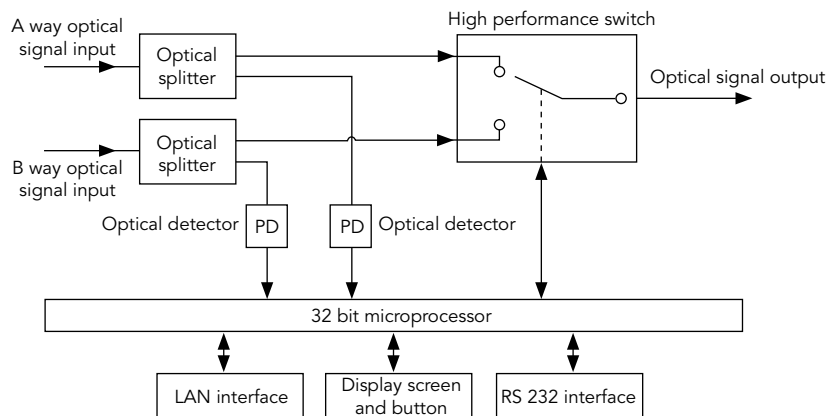 A way optical
signal input
Optical
splitter
High performance switch
Optical signal output
Optical
splitter
B way optical
signal input
Optical detector
PD
PD
Optical detector
32 bit microprocessor
LAN interface
Display screen
and button
RS 232 interface